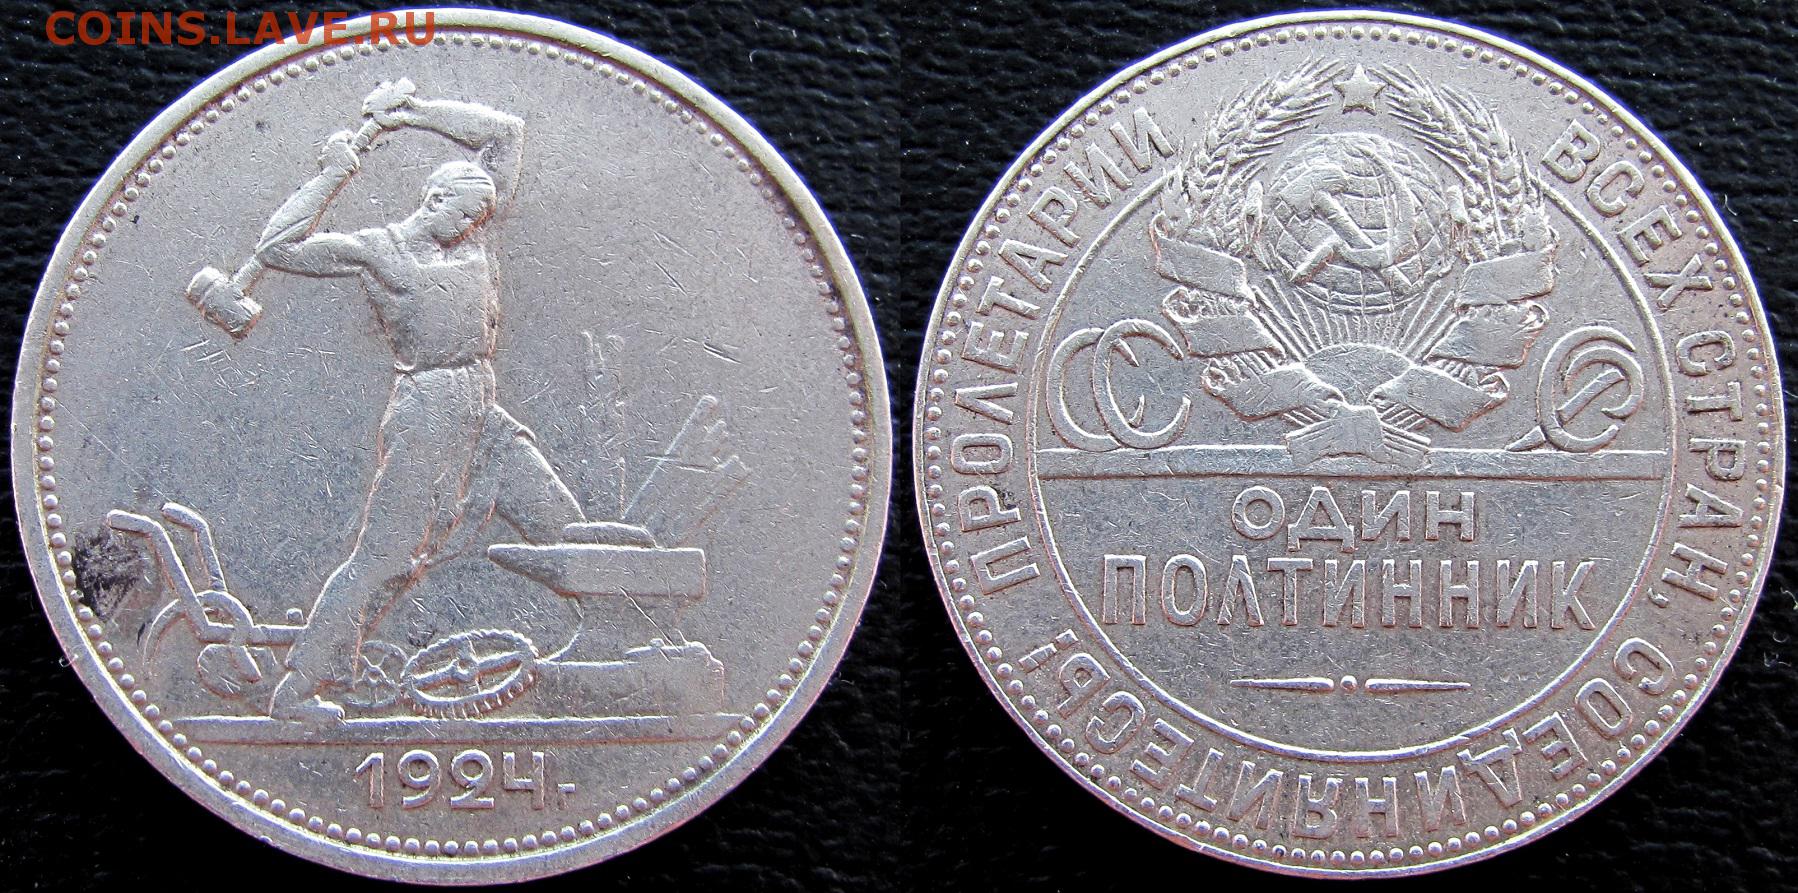 COINS.LAVE.RU
1924г.
ПРОЛЕТАРИИ ВСЕХ СТРАН, СОЕДИНЯЙТЕСЬ!
СССР
ОДИН
ПОЛТИННИК